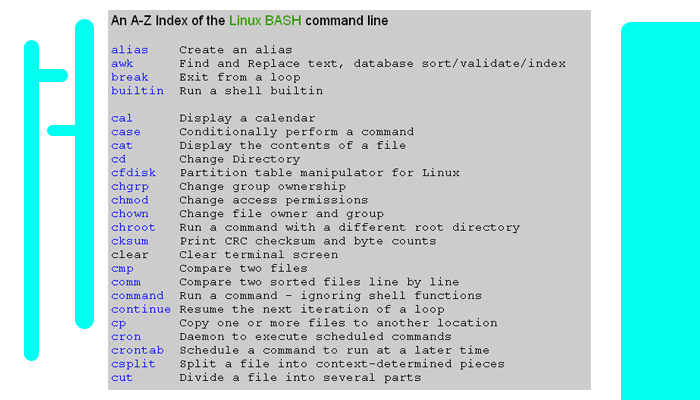 An A-Z Index of the Linux BASH command line
alias Create an alias
awk Find and Replace text, database sort/validate/index
break Exit from a loop
builtin Run a shell builtin
cal Display a calendar
case Conditionally perform a command
cat Display the contents of a file
cd Change Directory
cfdisk Partition table manipulator for Linux
chgrp Change group ownership
chmod Change access permissions
chown Change file owner and group
chroot Run a command with a different root directory
cksum Print CRC checksum and byte counts
clear Clear terminal screen
cmp Compare two files
comm Compare two sorted files line by line
command Run a command - ignoring shell functions
continue Resume the next iteration of a loop
cp Copy one or more files to another location
cron Daemon to execute scheduled commands
crontab Schedule a command to run at a later time
csplit Split a file into context-determined pieces
cut Divide a file into several parts